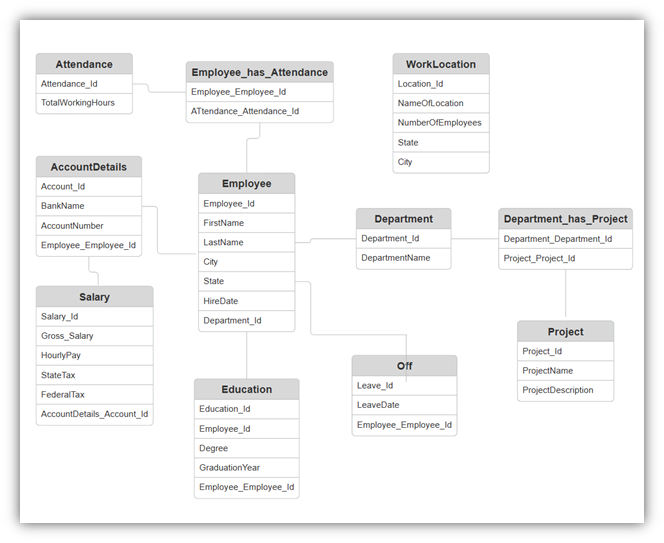 Attendance
Attendance_Id
TotalWorkingHours
Employee_has_Attendance
Employee_Employee_Id
ATtendance_Attendance_Id
WorkLocation
Location_Id
NameOfLocation
NumberOfEmployees
State
City
AccountDetails
Account_Id
BankName
AccountNumber
Employee_Employee_Id
Employee
Employee_Id
FirstName
LastName
City
State
HireDate
Department_Id
Department
Department_Id
DepartmentName
Department_has_Project
Department_Department_Id
Project_Project_Id
Salary
Salary_Id
Gross_Salary
HourlyPay
StateTax
FederalTax
AccountDetails_Account_Id
Education
Education_Id
Employee_Id
Degree
GraduationYear
Employee_Employee_Id
Off
Leave_Id
LeaveDate
Employee_Employee_Id
Project
Project_Id
ProjectName
ProjectDescription